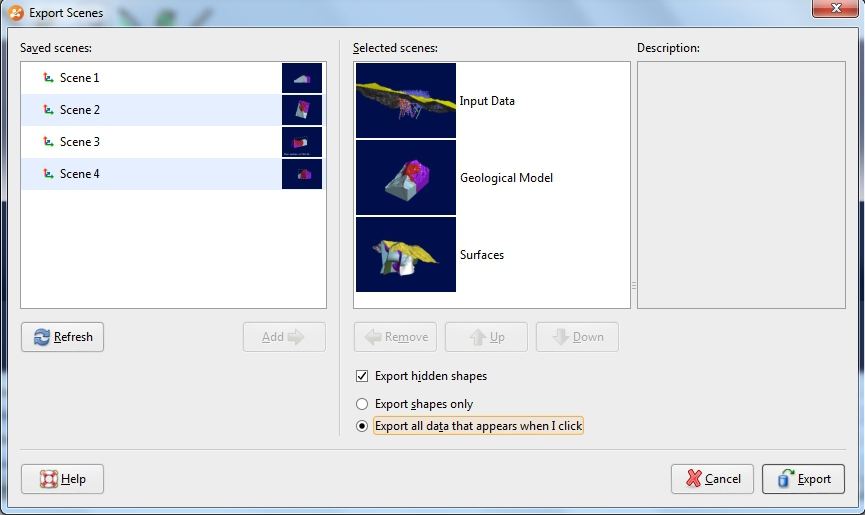 Export Scenes
Saved scenes:
Scene 1
Scene 2
Scene 3
Scene 4
Refresh
Add
Selected scenes:
Input Data
Geological Model
Surfaces
Description:
Remove
Up
Down
Export hidden shapes
Export shapes only
Export all data that appears when I click
Help
Cancel
Export